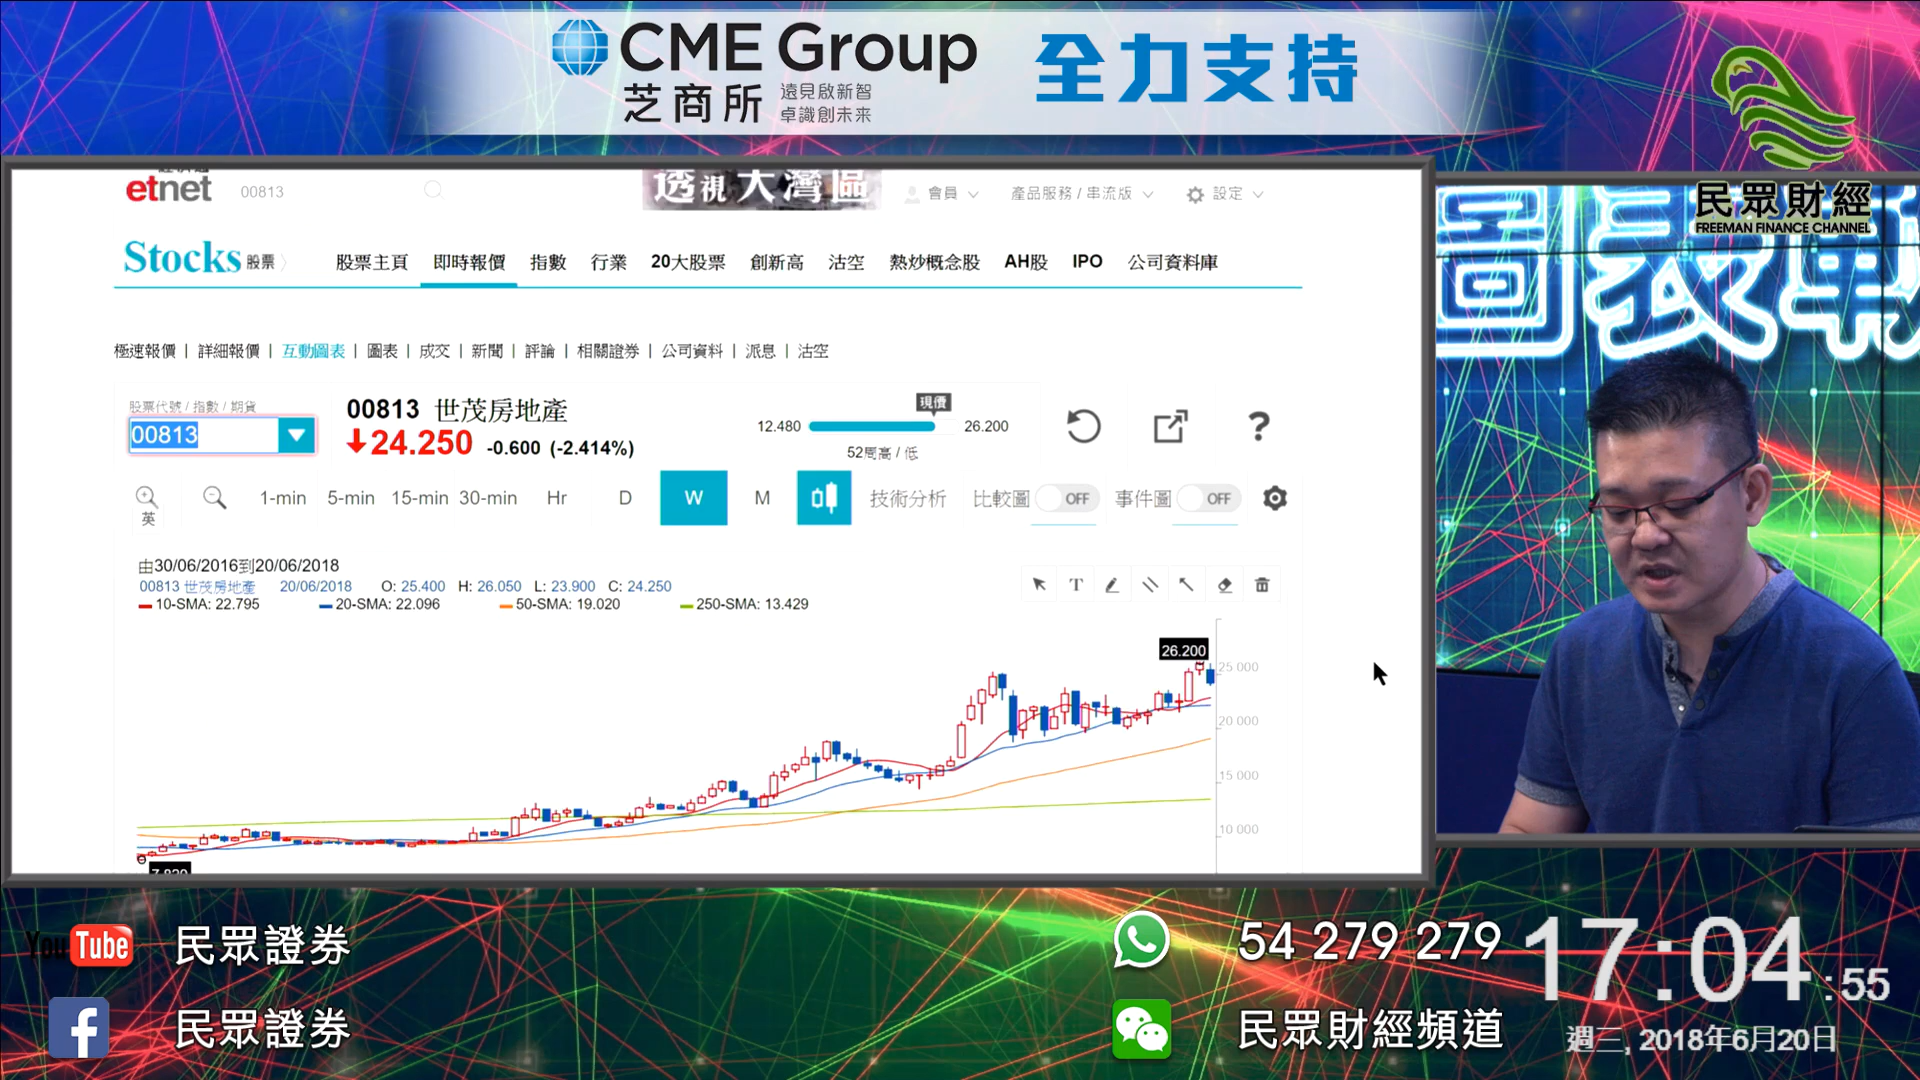 CME Group
芝商所
遠見啟新智
卓識創未来
全力支持
民眾財經
FREEMAN FINANCE CHANNEL
etnet
00813
透視大灣區
會員
產品服務 / 串流版
設定
Stocks 股票
股票主頁 即時報價 指數 行業 20大股票 創新高 沽空 熱炒概念股 AH股 IPO 公司資料庫
極速報價 | 詳細報價 | 互動圖表 | 圖表 | 成交 | 新聞 | 評論 | 相關證券 | 公司資料 | 派息 | 沽空
股票代號 / 指數 / 期貨
00813
00813 世茂房地產
24.250 -0.600 (-2.414%)
現價
12.480 26.200
52周高 / 低
?
1-min 5-min 15-min 30-min Hr D W M 技術分析 比較圖 OFF 事件圖 OFF
英
由30/06/2016到20/06/2018
00813 世茂房地產 20/06/2018 O: 25.400 H: 26.050 L: 23.900 C: 24.250
10-SMA: 22.795 20-SMA: 22.096 50-SMA: 19.020 250-SMA: 13.429
T
26.200
25 000
20 000
15 000
10 000
圖表戰
YouTube 民眾證券
f 民眾證券
54 279 279
民眾財經頻道
17:04:55
週三, 2018年6月20日